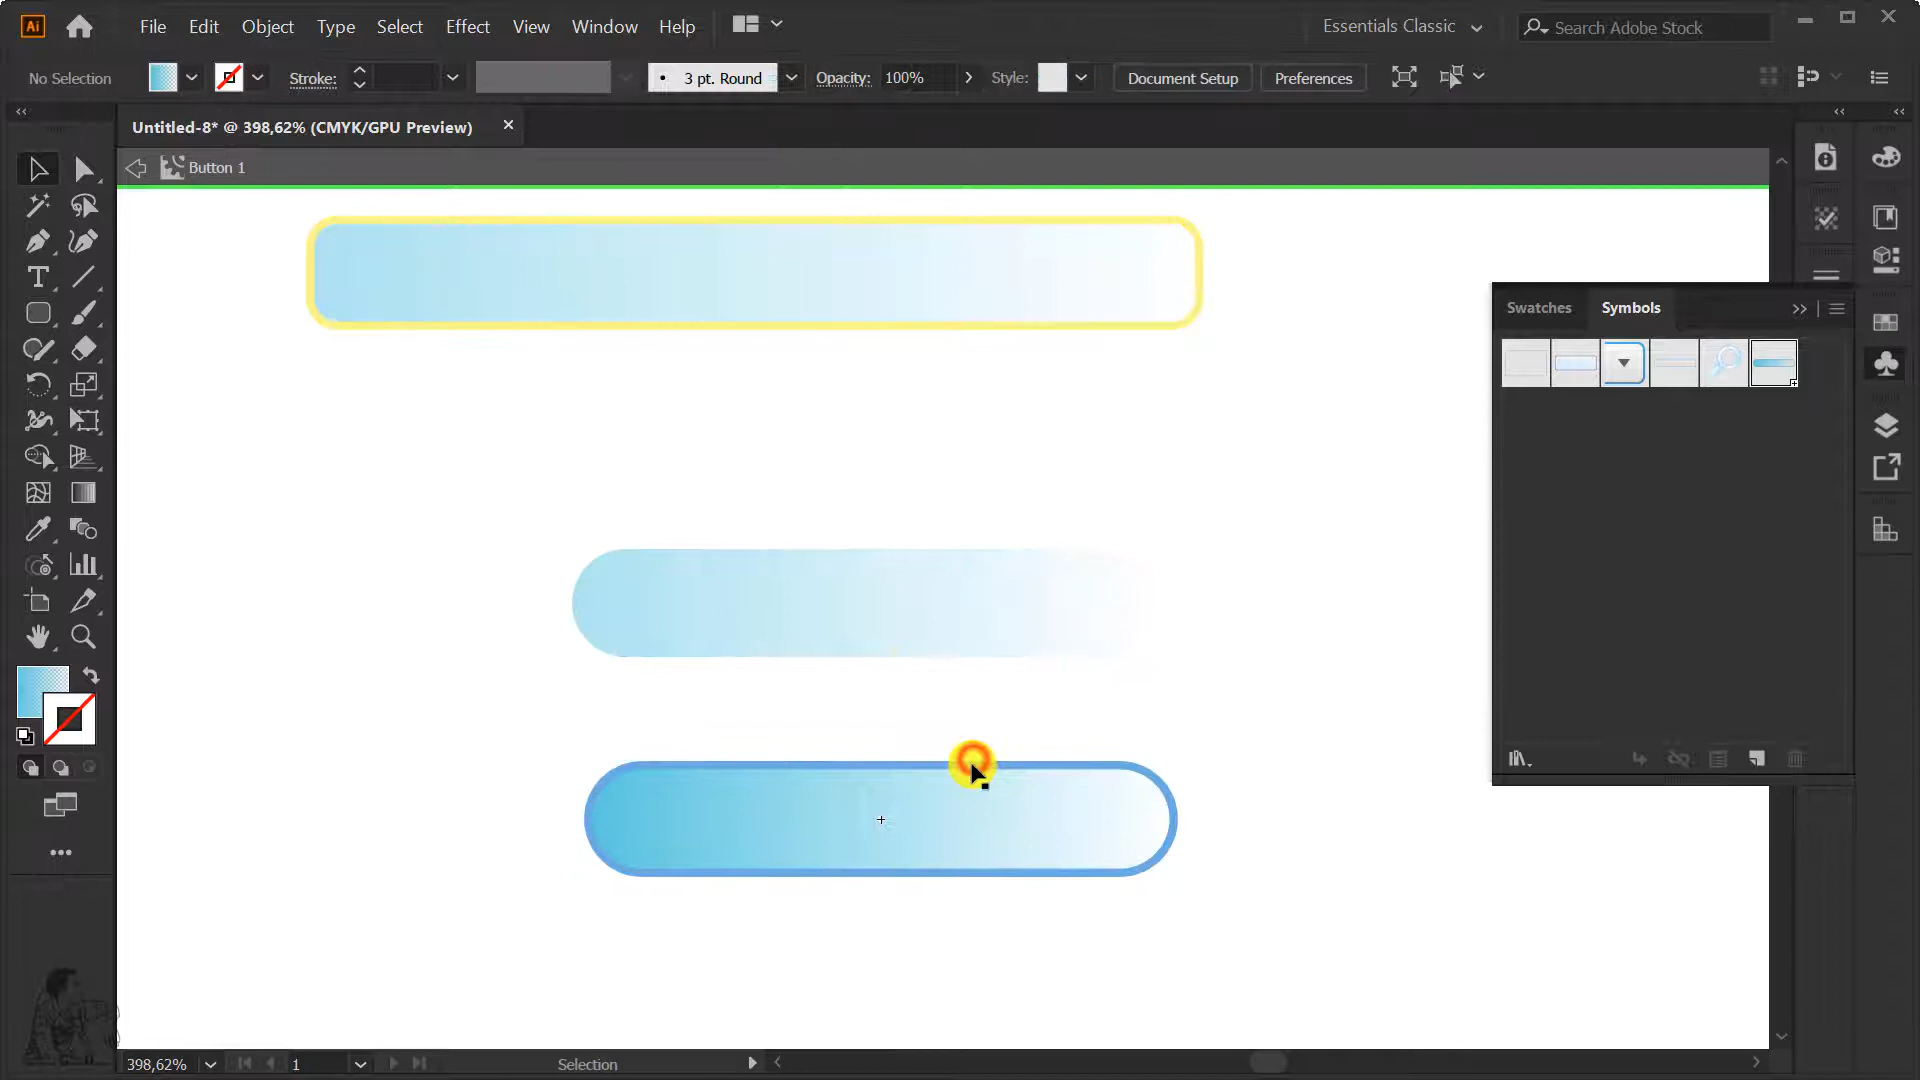 Ai File Edit Object Type Select Effect View Window Help Essentials Classic Search Adobe Stock
No Selection Stroke: 3 pt. Round Opacity: 100% Style: Document Setup Preferences
Untitled-8* @ 398,62% (CMYK/GPU Preview)
Button 1
Swatches Symbols
398,62% 1 Selection